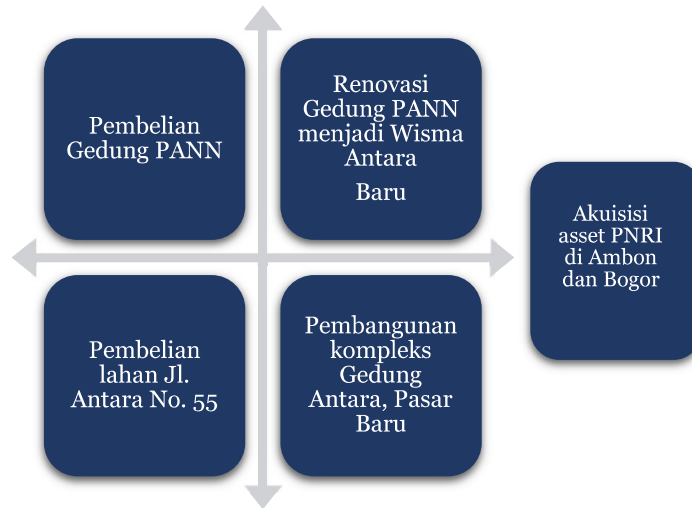 Pembelian
Gedung PANN
Renovasi
Gedung PANN
menjadi Wisma
Antara
Baru
Akuisisi
asset PNRI
di Ambon
dan Bogor
Pembelian
lahan Jl.
Antara No. 55
Pembangunan
kompleks
Gedung
Antara, Pasar
Baru